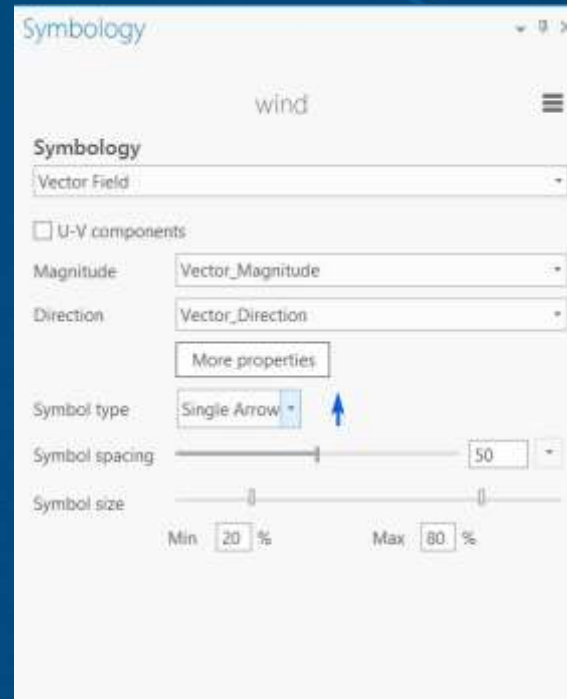 Symbology
wind
Symbology
Vector Field
U-V components
Magnitude Vector_Magnitude
Direction Vector_Direction
More properties
Symbol type Single Arrow
Symbol spacing 50
Symbol size
Min 20 % Max 80 %